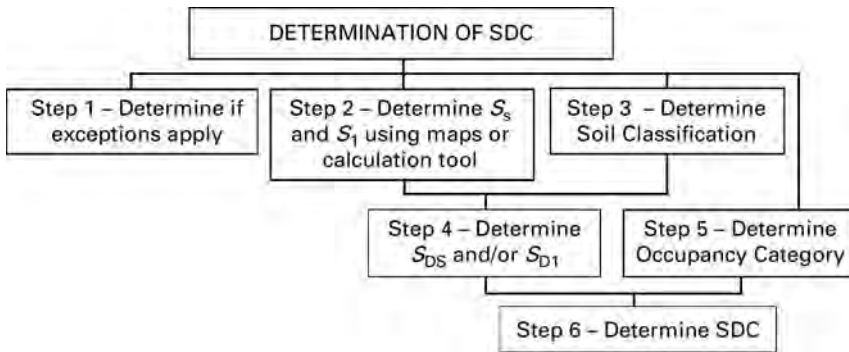 DETERMINATION OF SDC
Step 1 – Determine if
exceptions apply
Step 2 – Determine Ss
and S1 using maps or
calculation tool
Step 3 – Determine
Soil Classification
Step 4 – Determine
SDS and/or SD1
Step 5 – Determine
Occupancy Category
Step 6 – Determine SDC